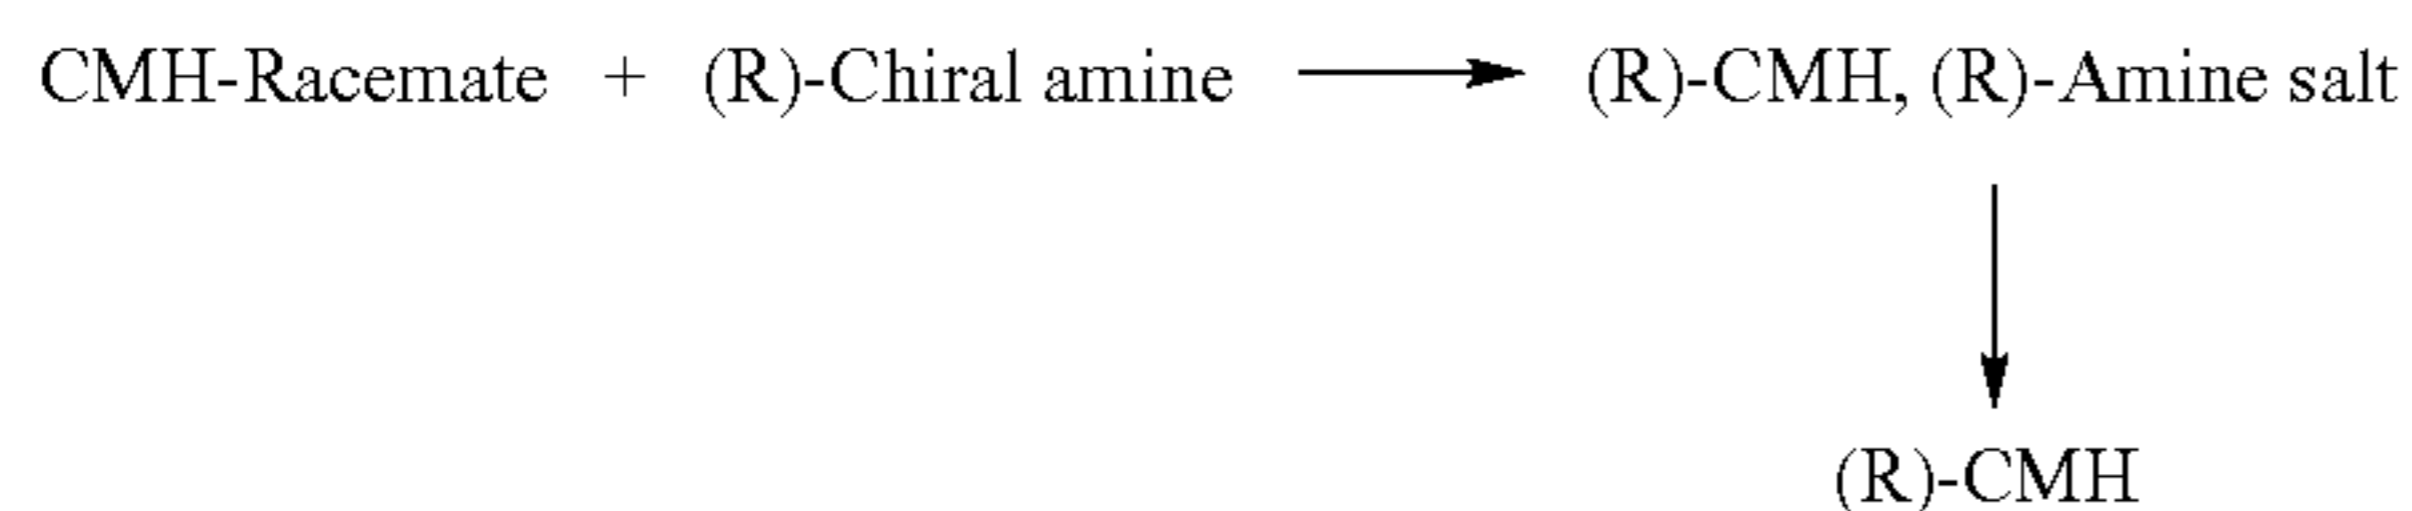 CMH-Racemate + (R)-Chiral amine (R)-CMH, (R)-Amine salt
(R)-CMH